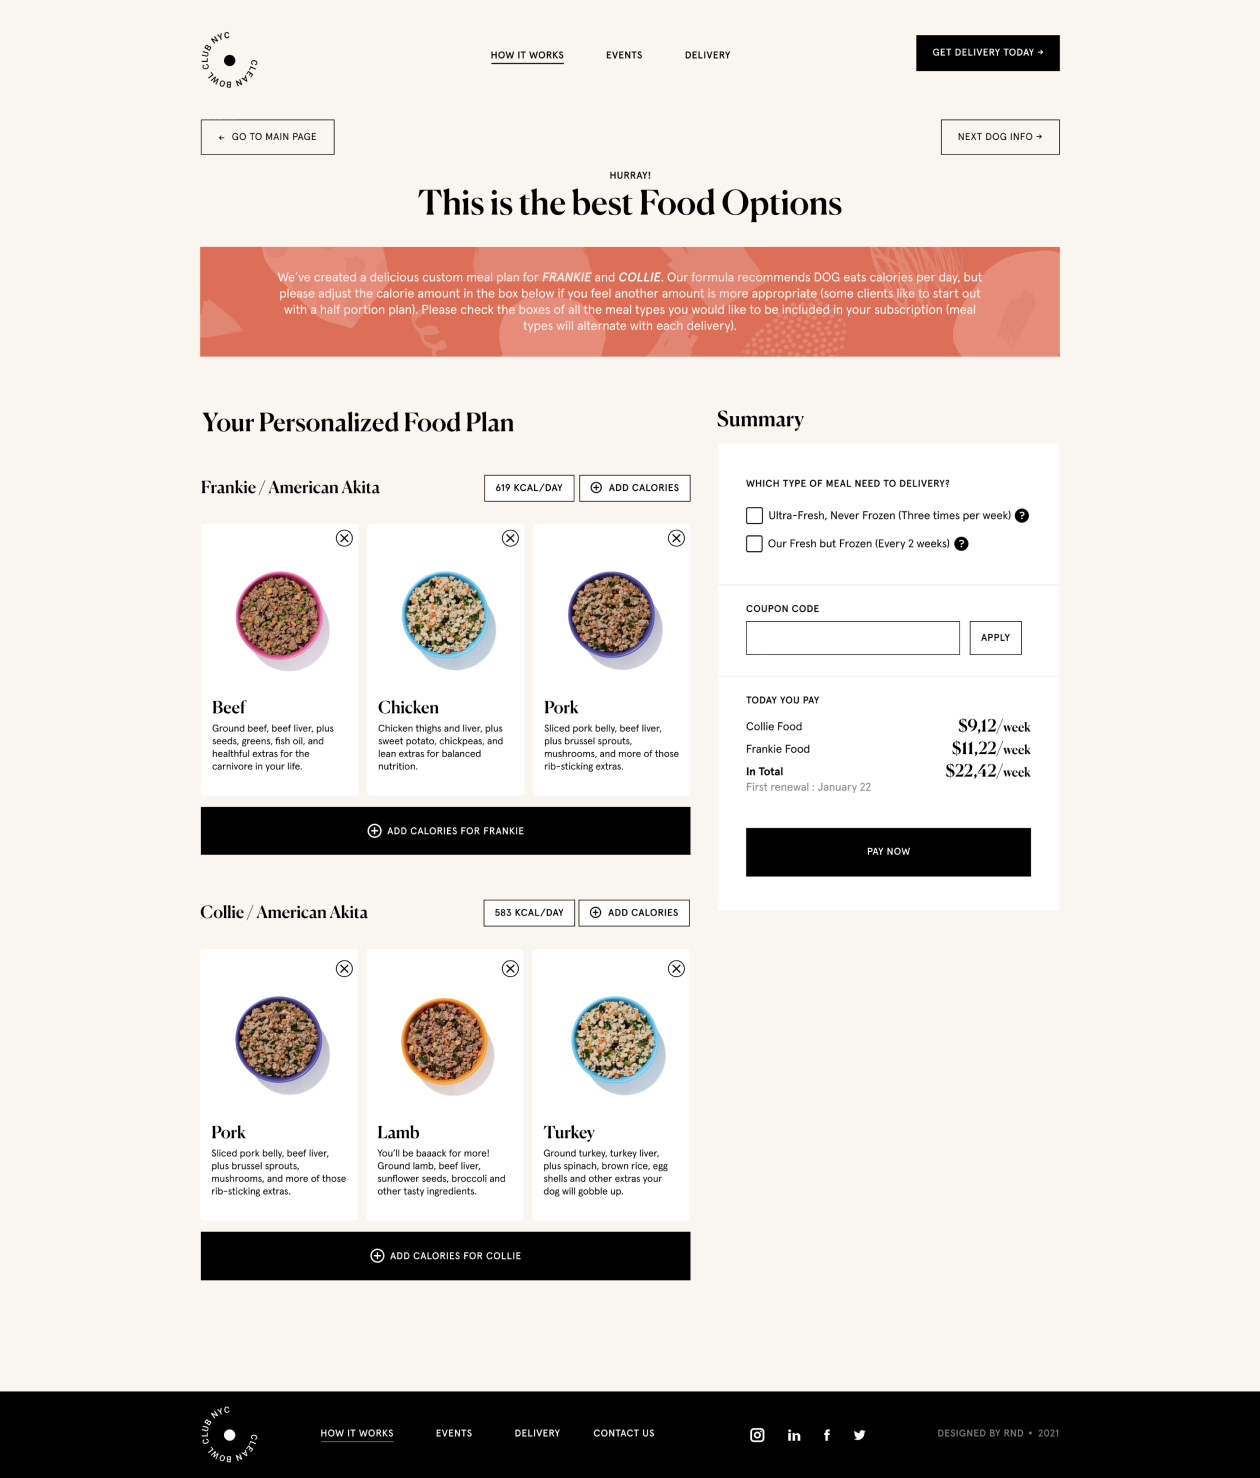 CLEAN BOWL CLUB NYC
HOW IT WORKS
EVENTS
DELIVERY
GET DELIVERY TODAY →
← GO TO MAIN PAGE
NEXT DOG INFO →
HURRAY!
This is the best Food Options
We've created a delicious custom meal plan for FRANKIE and COLLIE. Our formula recommends DOG eats calories per day, but
please adjust the calorie amount in the box below if you feel another amount is more appropriate (some clients like to start out
with a half portion plan). Please check the boxes of all the meal types you would like to be included in your subscription (meal
types will alternate with each delivery).
Your Personalized Food Plan
Frankie / American Akita
619 KCAL/DAY
ADD CALORIES
Beef
Ground beef, beef liver, plus
seeds, greens, fish oil, and
healthful extras for the
carnivore in your life.
Chicken
Chicken thighs and liver, plus
sweet potato, chickpeas, and
lean extras for balanced
nutrition.
Pork
Sliced pork belly, beef liver,
plus brussel sprouts,
mushrooms, and more of those
rib-sticking extras.
ADD CALORIES FOR FRANKIE
Collie / American Akita
583 KCAL/DAY
ADD CALORIES
Pork
Sliced pork belly, beef liver,
plus brussel sprouts,
mushrooms, and more of those
rib-sticking extras.
Lamb
You'll be baaack for more!
Ground lamb, beef liver,
sunflower seeds, broccoli and
other tasty ingredients.
Turkey
Ground turkey, turkey liver,
plus spinach, brown rice, egg
shells and other extras your
dog will gobble up.
ADD CALORIES FOR COLLIE
Summary
WHICH TYPE OF MEAL NEED TO DELIVERY?
Ultra-Fresh, Never Frozen (Three times per week) ?
Our Fresh but Frozen (Every 2 weeks) ?
COUPON CODE
APPLY
TODAY YOU PAY
Collie Food $9,12/week
Frankie Food $11,22/week
In Total $22,42/week
First renewal : January 22
PAY NOW
CLEAN BOWL CLUB NYC
HOW IT WORKS
EVENTS
DELIVERY
CONTACT US
DESIGNED BY RND • 2021